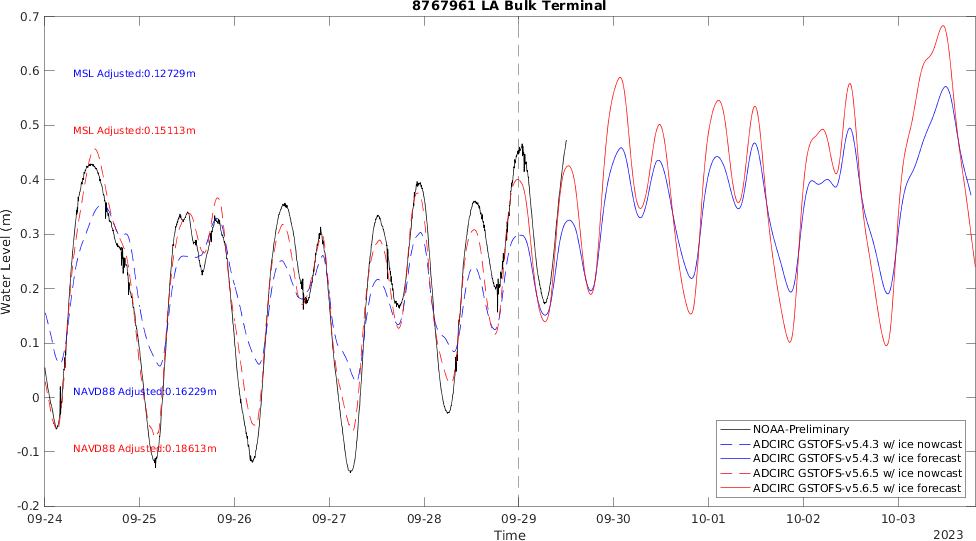 8767961 LA Bulk Terminal
0.7
0.6
0.5
0.4
0.3
0.2
0.1
0
-0.1
-0.2
Water Level (m)
MSL Adjusted:0.12729m
MSL Adjusted:0.15113m
NAVD88 Adjusted:0.16229m
NAVD88 Adjusted:0.18613m
NOAA-Preliminary
ADCIRC GSTOFS-v5.4.3 w/ ice nowcast
ADCIRC GSTOFS-v5.4.3 w/ ice forecast
ADCIRC GSTOFS-v5.6.5 w/ ice nowcast
ADCIRC GSTOFS-v5.6.5 w/ ice forecast
09-24 09-25 09-26 09-27 09-28 09-29 09-30 10-01 10-02 10-03
Time
2023